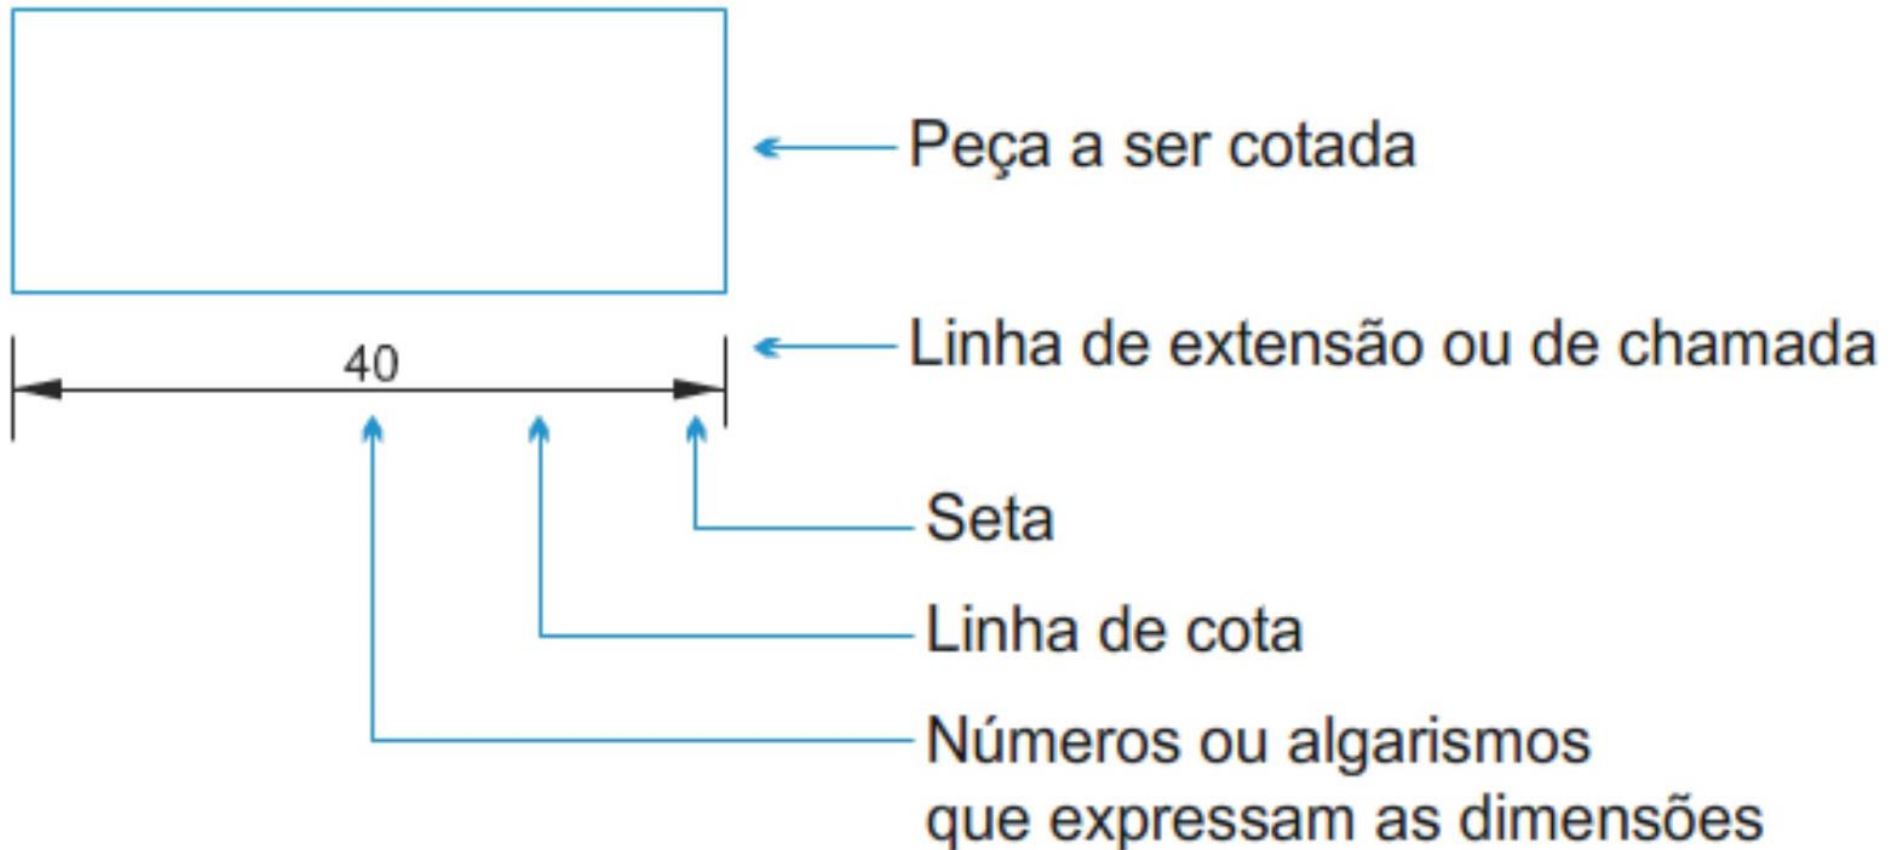 Peça a ser cotada
Linha de extensão ou de chamada
40
Seta
Linha de cota
Números ou algarismos
que expressam as dimensões